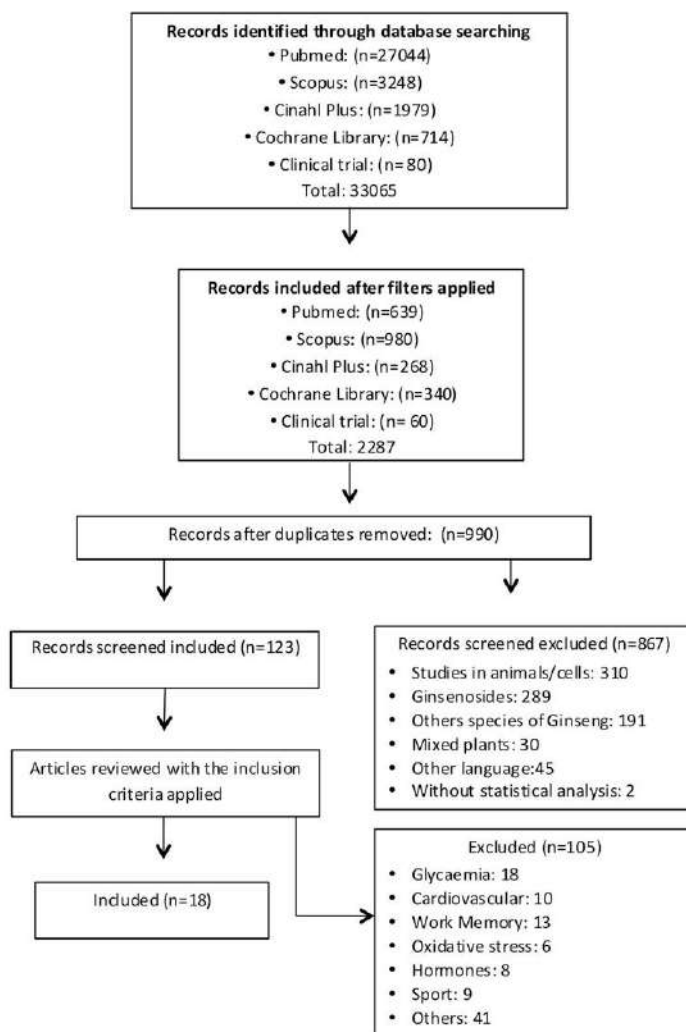 Records identified through database searching
• Pubmed: (n=27044)
• Scopus: (n=3248)
• Cinahl Plus: (n=1979)
• Cochrane Library: (n=714)
• Clinical trial: (n= 80)
Total: 33065
Records included after filters applied
• Pubmed: (n=639)
• Scopus: (n=980)
• Cinahl Plus: (n=268)
• Cochrane Library: (n=340)
• Clinical trial: (n= 60)
Total: 2287
Records after duplicates removed: (n=990)
Records screened included (n=123)
Records screened excluded (n=867)
• Studies in animals/cells: 310
• Ginsenosides: 289
• Others species of Ginseng: 191
• Mixed plants: 30
• Other language:45
• Without statistical analysis: 2
Articles reviewed with the inclusion
criteria applied
Included (n=18)
Excluded (n=105)
• Glycaemia: 18
• Cardiovascular: 10
• Work Memory: 13
• Oxidative stress: 6
• Hormones: 8
• Sport: 9
• Others: 41